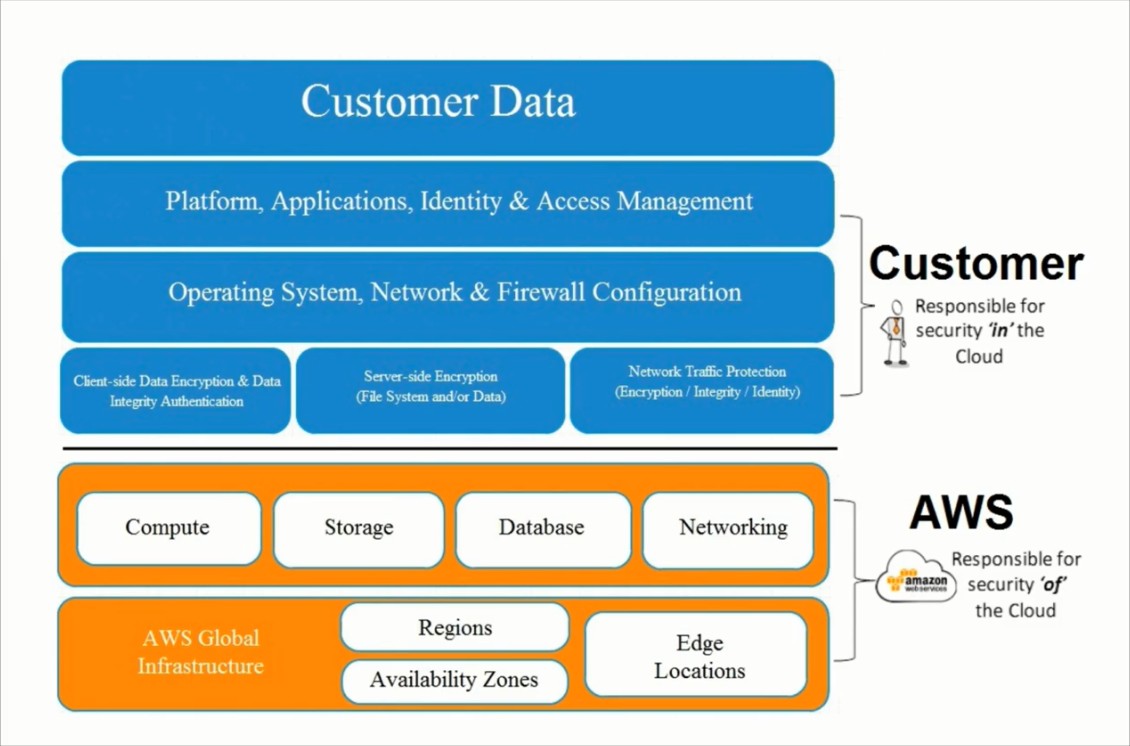 Customer Data
Platform, Applications, Identity & Access Management
Operating System, Network & Firewall Configuration
Client-side Data Encryption & Data
Integrity Authentication
Server-side Encryption
(File System and/or Data)
Network Traffic Protection
(Encryption / Integrity / Identity)
Customer
Responsible for
security ‘in’ the
Cloud
Compute
Storage
Database
Networking
AWS Global
Infrastructure
Regions
Availability Zones
Edge
Locations
AWS
amazon
webservices
Responsible for
security ‘of’
the Cloud